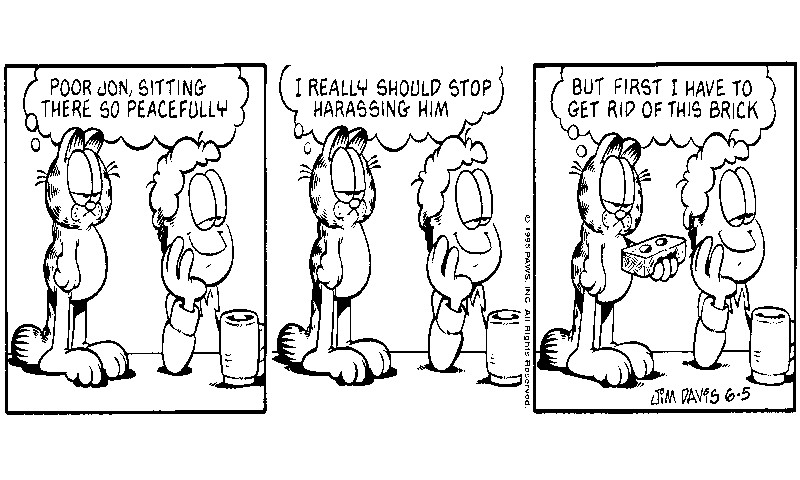 POOR JON, SITTING
THERE SO PEACEFULLY
I REALLY SHOULD STOP
HARASSING HIM
© 1995 PAWS, INC. All Rights Reserved.
BUT FIRST I HAVE TO
GET RID OF THIS BRICK
JIM DAVIS 6-5